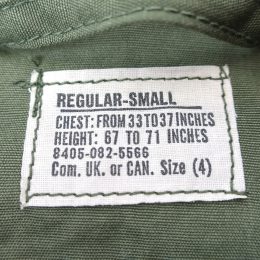 REGULAR-SMALL
CHEST: FROM 33 TO 37 INCHES
HEIGHT: 67 TO 71 INCHES
8405-082-5566
Com. UK. or CAN. Size (4)